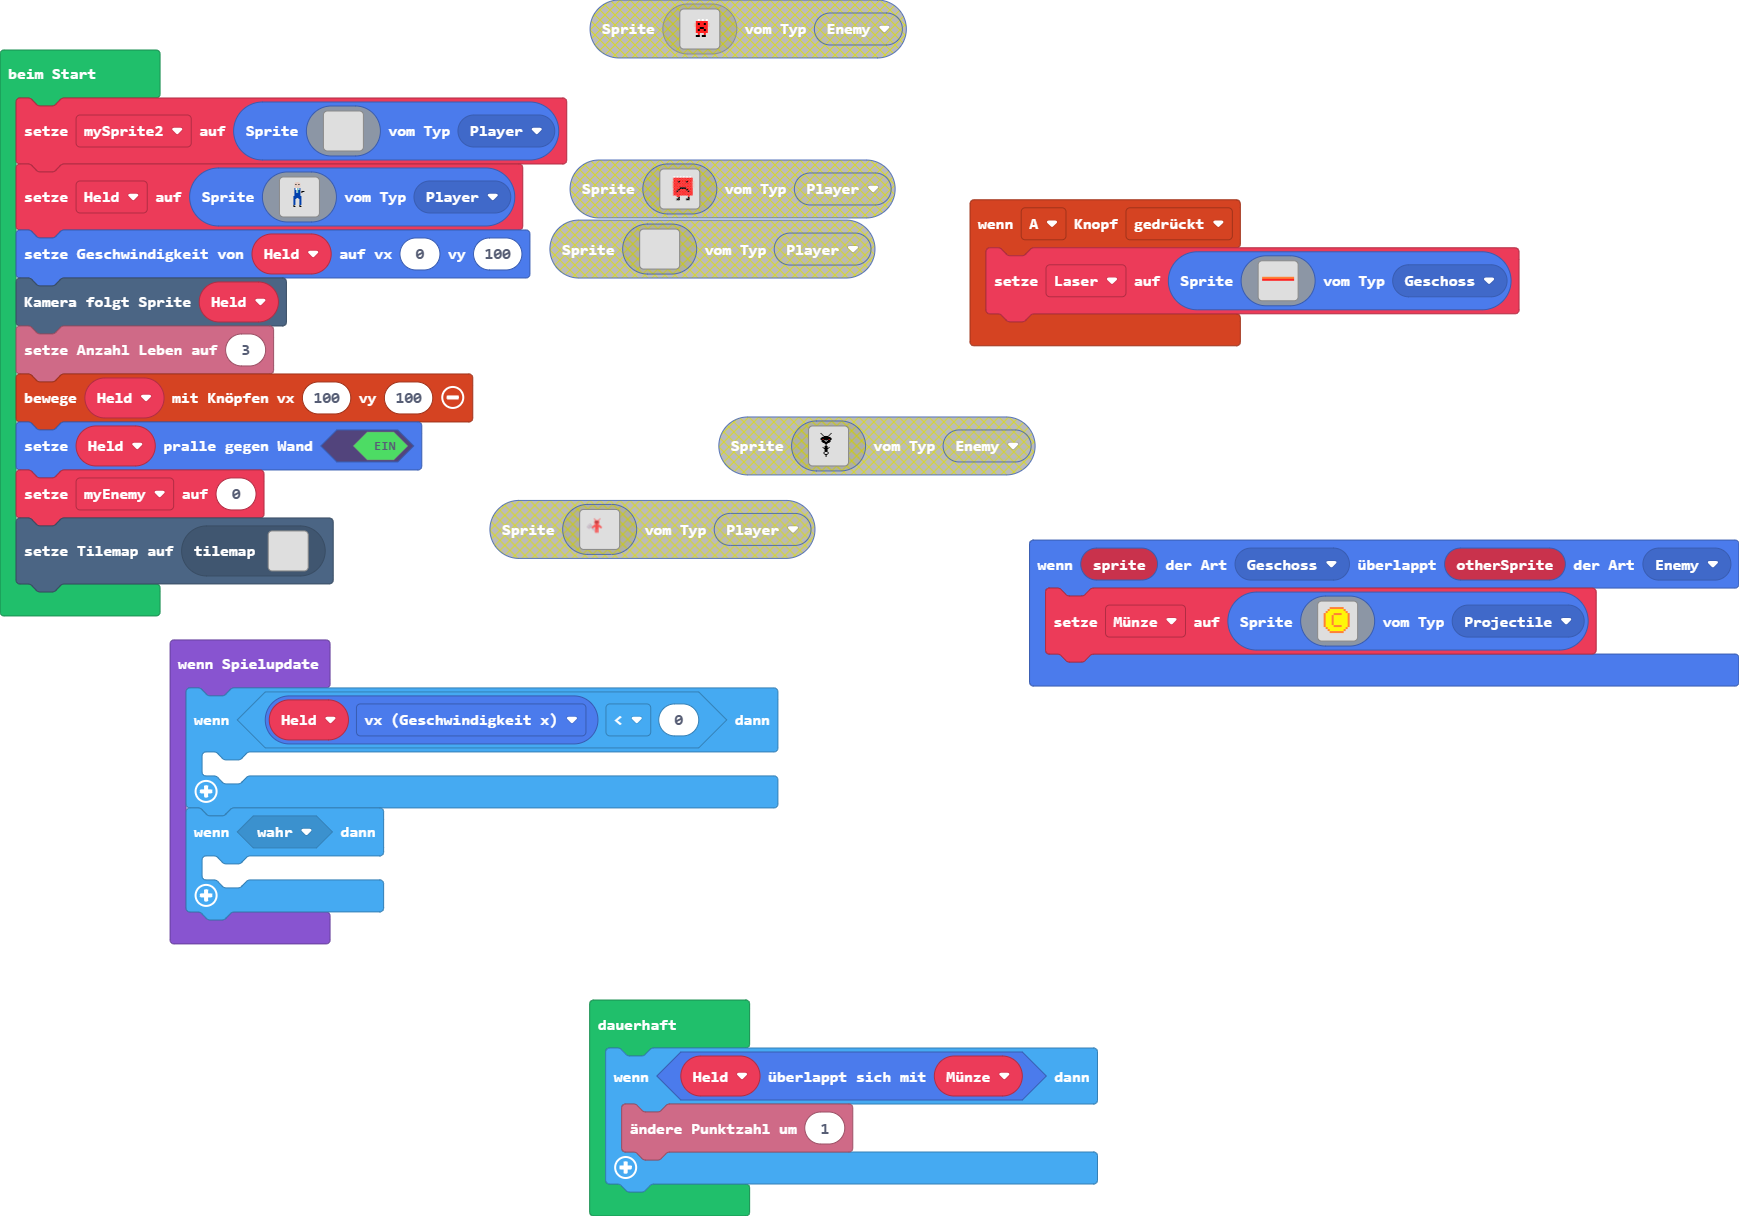 Sprite vom Typ Enemy
beim Start
setze mySprite2 auf Sprite vom Typ Player
setze Held auf Sprite vom Typ Player
setze Geschwindigkeit von Held auf vx 0 vy 100
Kamera folgt Sprite Held
setze Anzahl Leben auf 3
bewege Held mit Knöpfen vx 100 vy 100
setze Held pralle gegen Wand EIN
setze myEnemy auf 0
setze Tilemap auf tilemap
Sprite vom Typ Player
Sprite vom Typ Player
wenn A Knopf gedrückt
setze Laser auf Sprite vom Typ Geschoss
Sprite vom Typ Enemy
Sprite vom Typ Player
wenn sprite der Art Geschoss überlappt otherSprite der Art Enemy
setze Münze auf Sprite C vom Typ Projectile
wenn Spielupdate
wenn Held vx (Geschwindigkeit x) < 0 dann
wenn wahr dann
dauerhaft
wenn Held überlappt sich mit Münze dann
ändere Punktzahl um 1